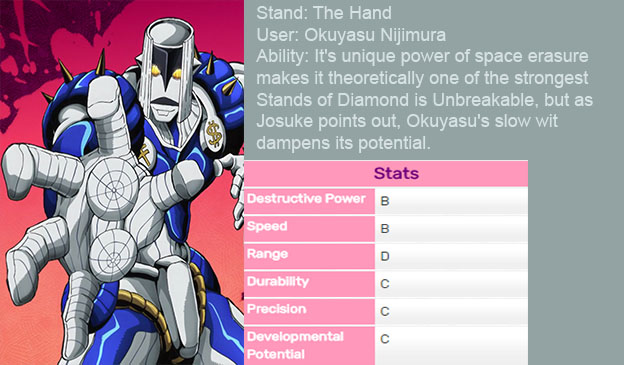 Stand: The Hand
User: Okuyasu Nijimura
Ability: It's unique power of space erasure
makes it theoretically one of the strongest
Stands of Diamond is Unbreakable, but as
Josuke points out, Okuyasu's slow wit
dampens its potential.
Stats
Destructive Power B
Speed B
Range D
Durability C
Precision C
Developmental C
Potential
$